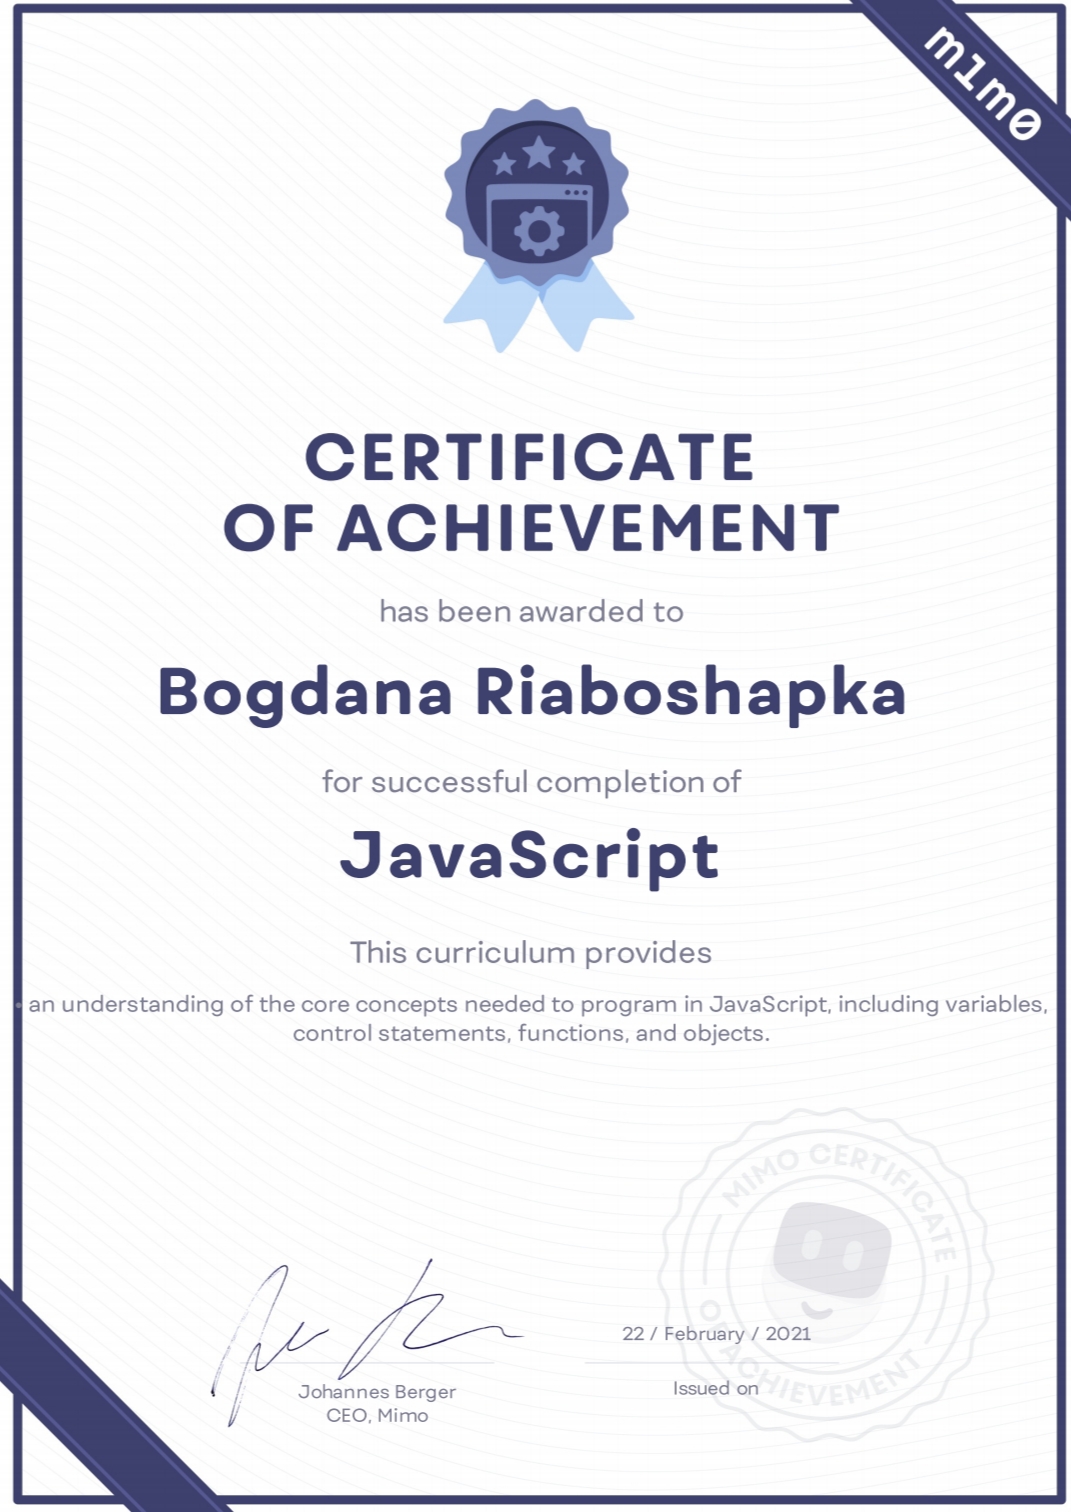 m1m0
CERTIFICATE
OF ACHIEVEMENT
has been awarded to
Bogdana Riaboshapka
for successful completion of
JavaScript
This curriculum provides
• an understanding of the core concepts needed to program in JavaScript, including variables,
control statements, functions, and objects.
MIMO CERTIFICATE
OF ACHIEVEMENT
22 / February / 2021
Issued on
Johannes Berger
CEO, Mimo